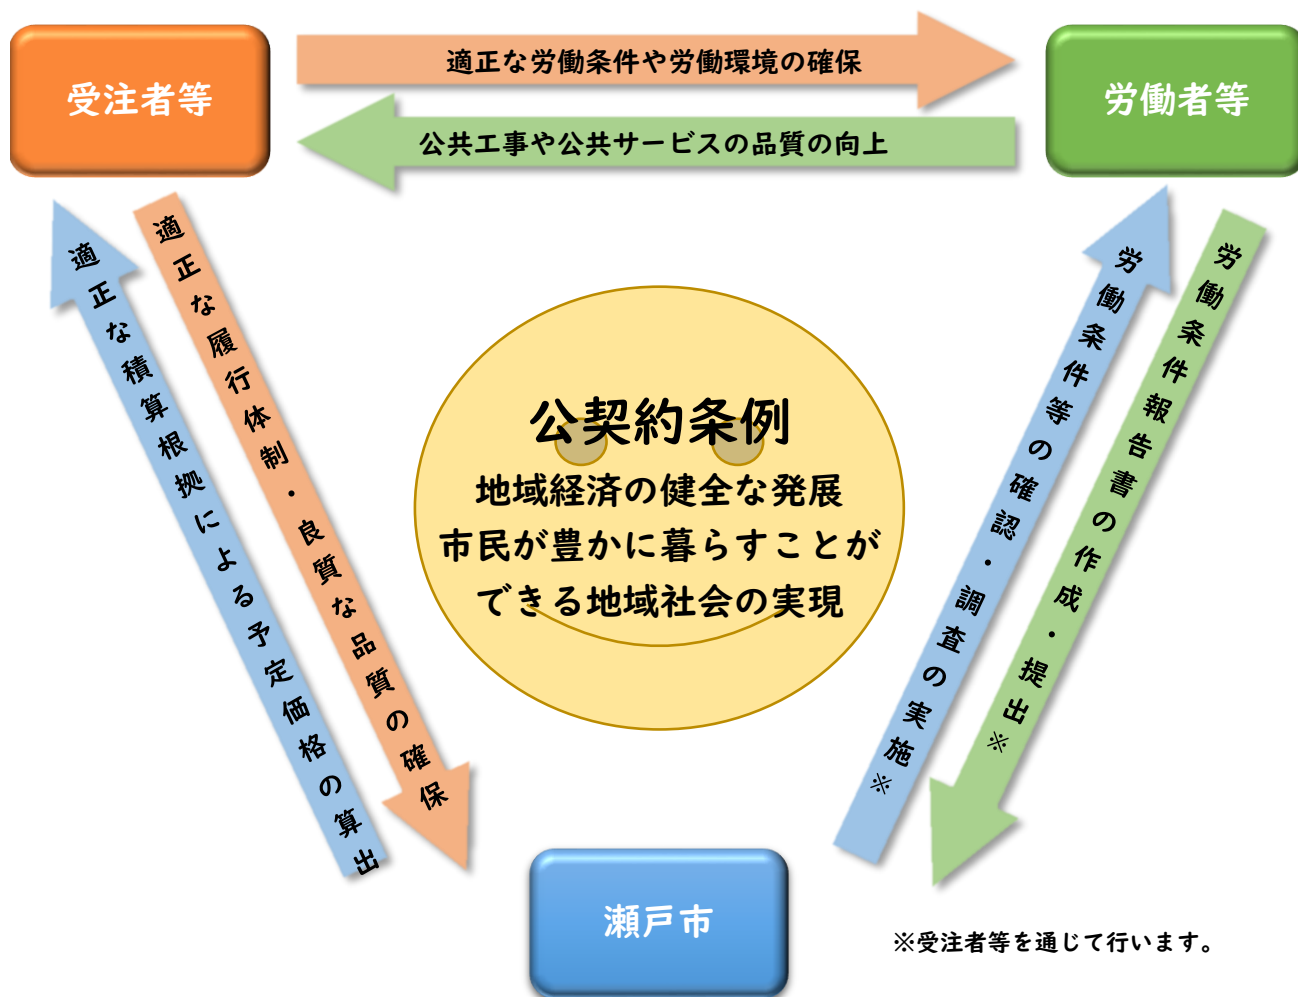 受注者等
適正な労働条件や労働環境の確保
公共工事や公共サービスの品質の向上
労働者等
適正な積算根拠による予定価格の算出
適正な履行体制・良質な品質の確保
公契約条例
地域経済の健全な発展
市民が豊かに暮らすことが
できる地域社会の実現
労働条件等の確認・調査の実施※
労働条件報告書の作成・提出※
瀬戸市
※受注者等を通じて行います。